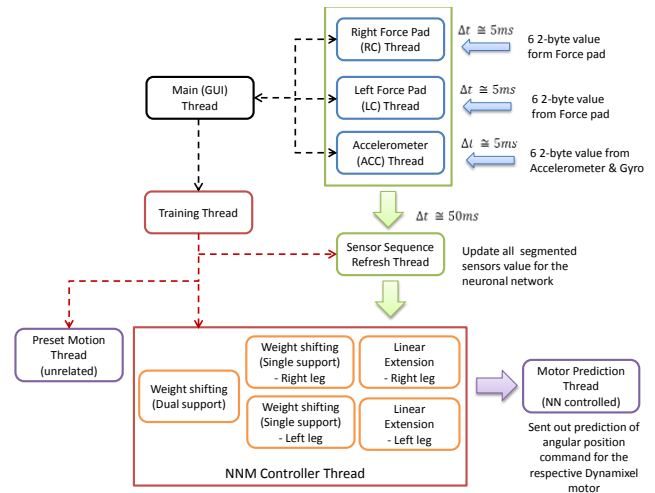 Right Force Pad
(RC) Thread
Δt ≅ 5ms
6 2-byte value
form Force pad
Main (GUI)
Thread
Left Force Pad
(LC) Thread
Δt ≅ 5ms
6 2-byte value
from Force pad
Accelerometer
(ACC) Thread
Δt ≅ 5ms
6 2-byte value from
Accelerometer & Gyro
Training Thread
Δt ≅ 50ms
Sensor Sequence
Refresh Thread
Update all segmented
sensors value for the
neuronal network
Preset Motion
Thread
(unrelated)
Weight shifting
(Dual support)
Weight shifting
(Single support)
- Right leg
Linear
Extension
- Right leg
Weight shifting
(Single support)
- Left leg
Linear
Extension
- Left leg
NNM Controller Thread
Motor Prediction
Thread
(NN controlled)
Sent out prediction of
angular position
command for the
respective Dynamixel
motor